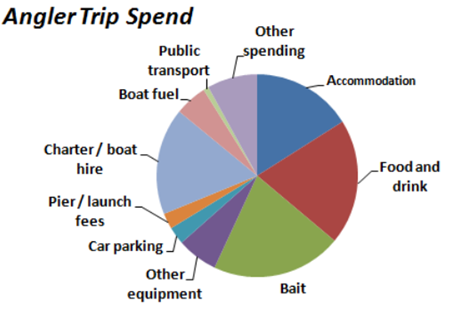 Angler Trip Spend
Other
spending
Public
transport
Accommodation
Boat fuel
Charter / boat
hire
Food and
drink
Pier / launch
fees
Car parking
Other
equipment
Bait